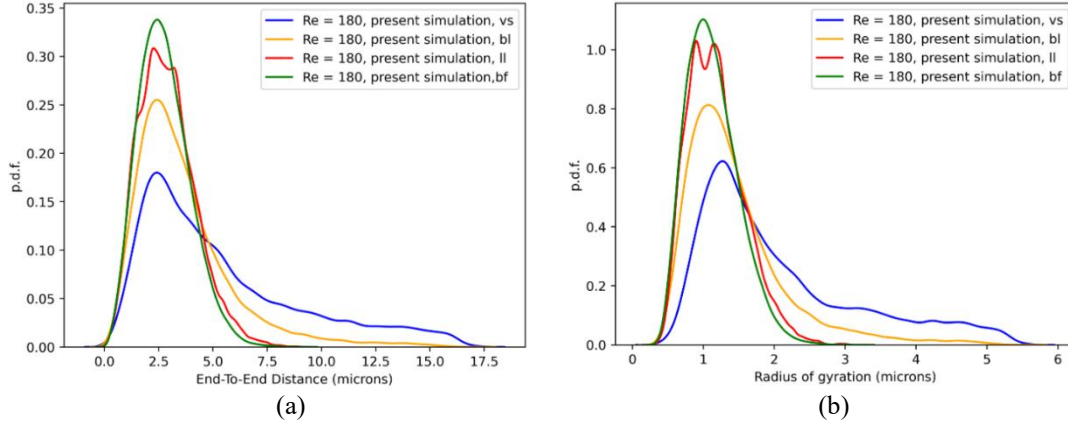 0.35
0.30
0.25
0.20
0.15
0.10
0.05
0.00
p.d.f.
Re = 180, present simulation, vs
Re = 180, present simulation, bl
Re = 180, present simulation, ll
Re = 180, present simulation,bf
0.0 2.5 5.0 7.5 10.0 12.5 15.0 17.5
End-To-End Distance (microns)
(a)
1.0
0.8
0.6
0.4
0.2
0.0
p.d.f.
Re = 180, present simulation, vs
Re = 180, present simulation, bl
Re = 180, present simulation, ll
Re = 180, present simulation, bf
0 1 2 3 4 5 6
Radius of gyration (microns)
(b)